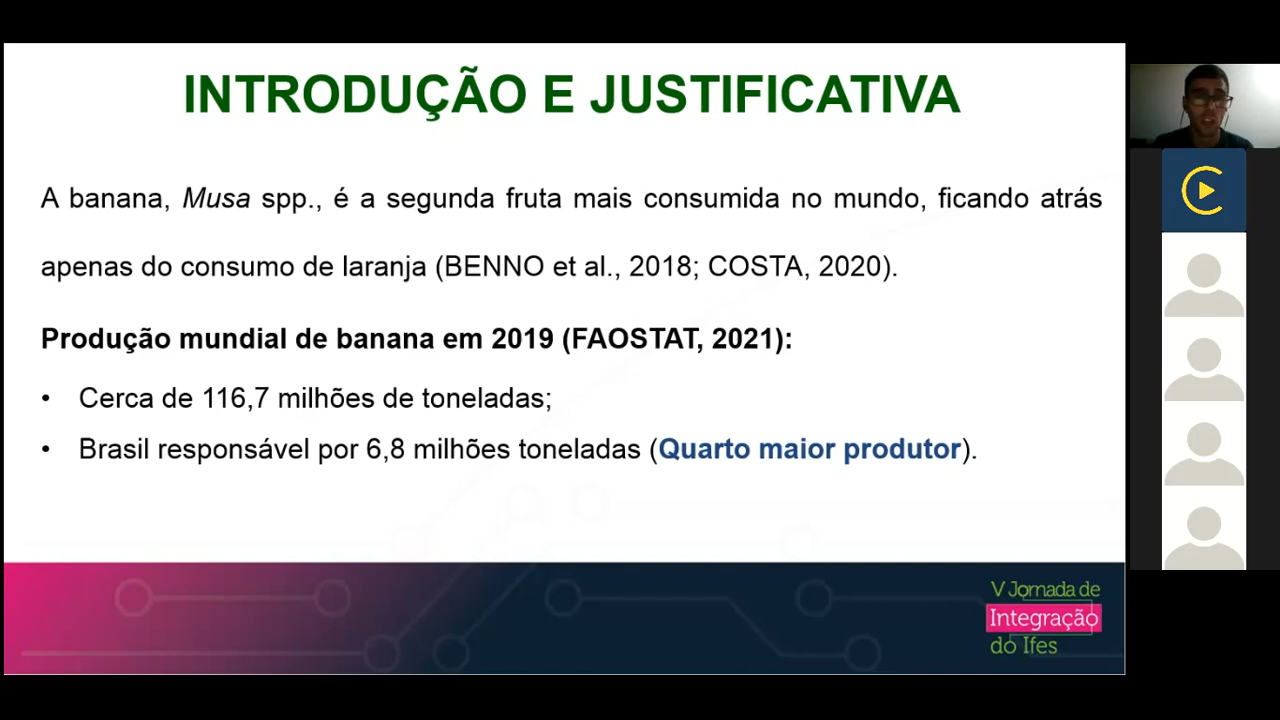 INTRODUÇÃO E JUSTIFICATIVA
A banana, Musa spp., é a segunda fruta mais consumida no mundo, ficando atrás
apenas do consumo de laranja (BENNO et al., 2018; COSTA, 2020).
Produção mundial de banana em 2019 (FAOSTAT, 2021):
• Cerca de 116,7 milhões de toneladas;
• Brasil responsável por 6,8 milhões toneladas (Quarto maior produtor).
V Jornada de
Integração
do Ifes